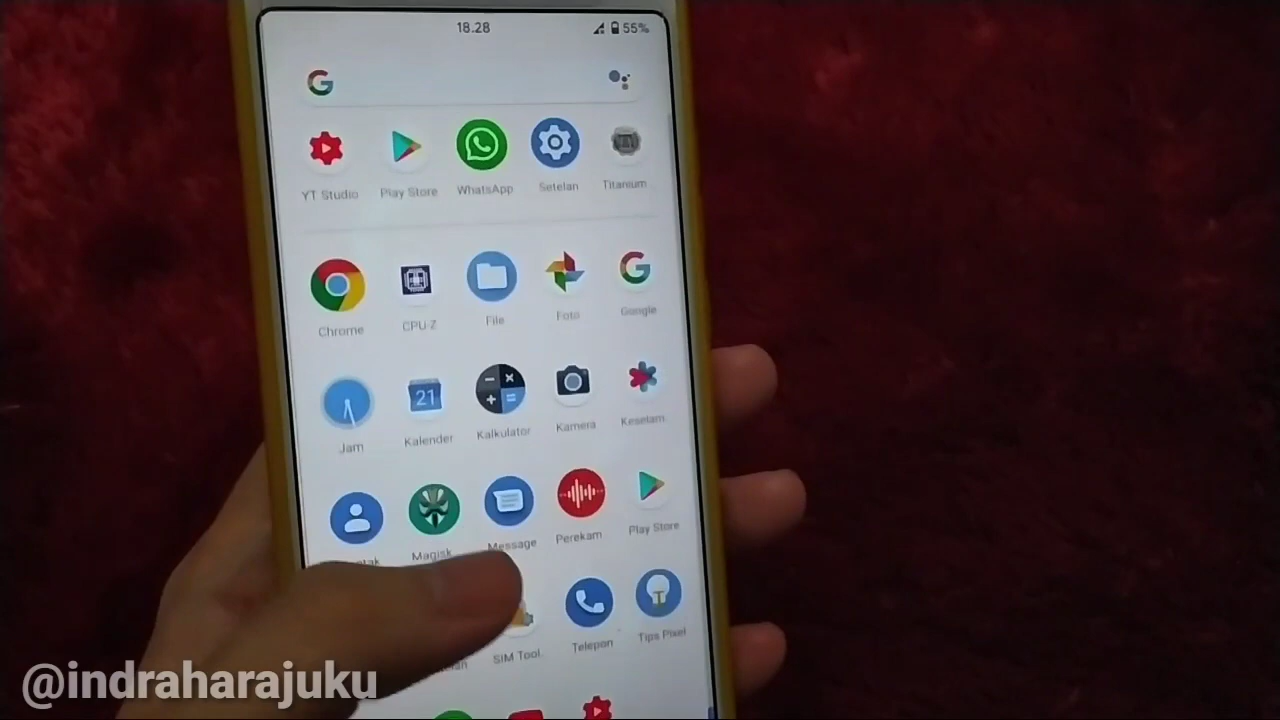 18.28
55%
YT Studio Play Store WhatsApp Setelan Titanium
Chrome CPU-Z File Foto Google
21
Jam Kalender Kalkulator Kamera Keselam
Magisk Message Perekam Play Store
SIM Tool. Telepon Tips Pixel
@indraharajuku